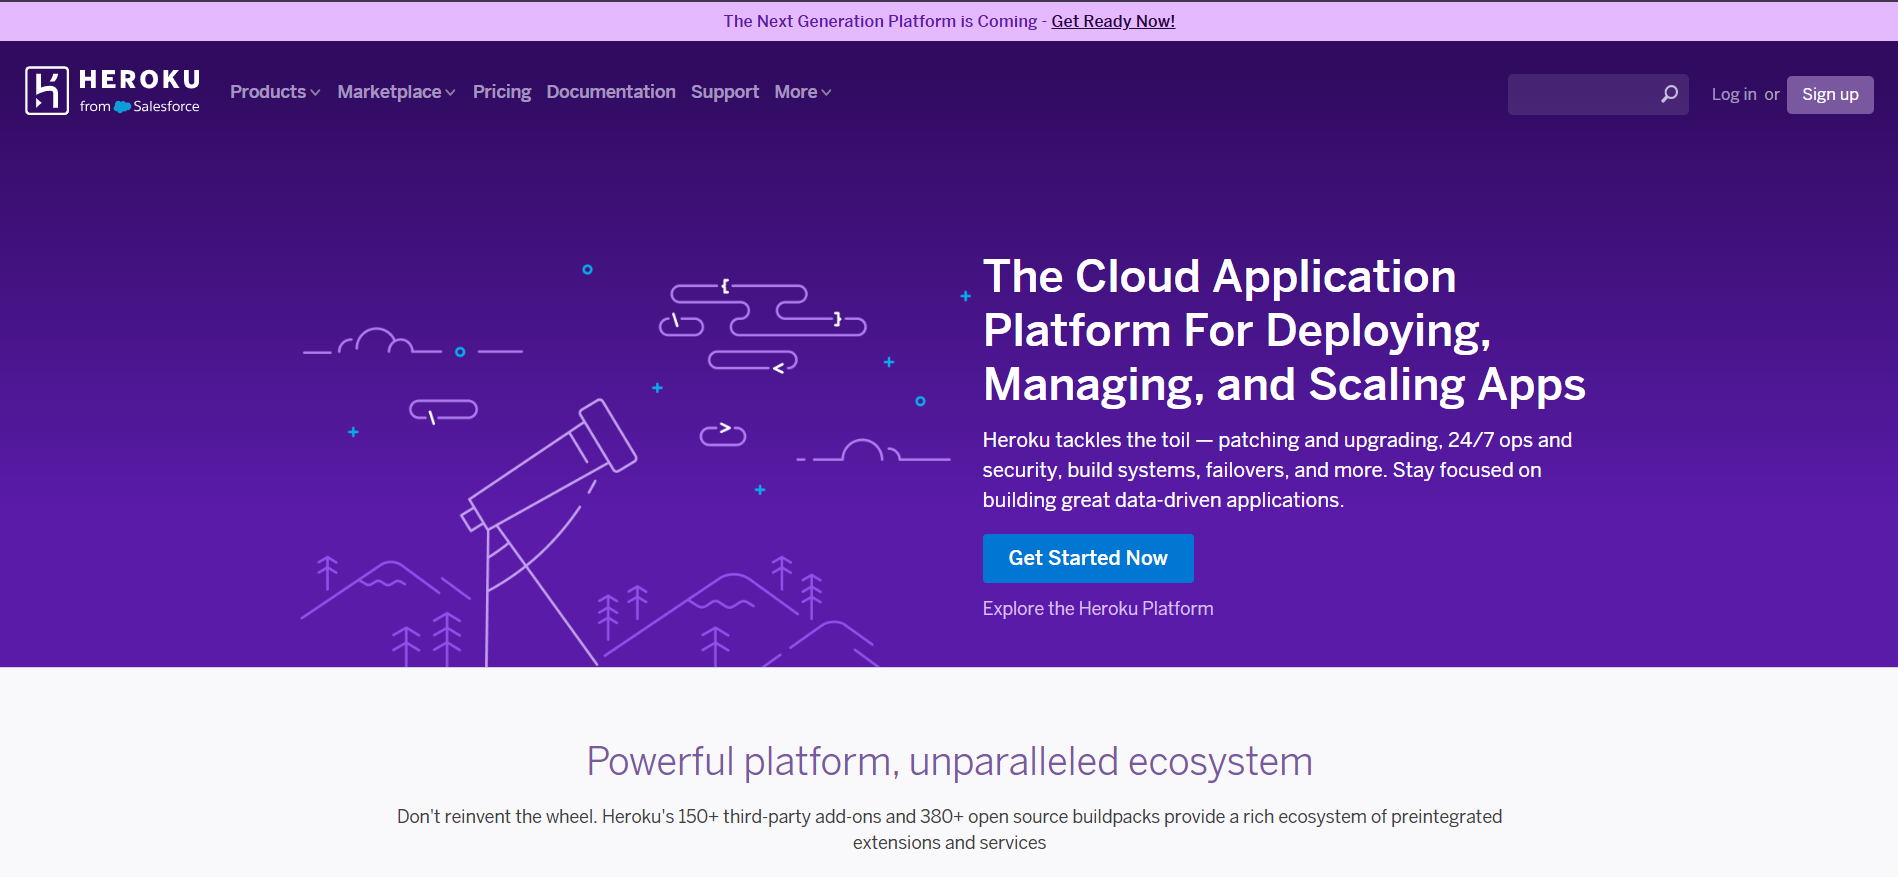 The Next Generation Platform is Coming - Get Ready Now!
HEROKU
from Salesforce
Products Marketplace Pricing Documentation Support More
Log in or Sign up
{
\
}
<
\
>
The Cloud Application
Platform For Deploying,
Managing, and Scaling Apps
Heroku tackles the toil — patching and upgrading, 24/7 ops and
security, build systems, failovers, and more. Stay focused on
building great data-driven applications.
Get Started Now
Explore the Heroku Platform
Powerful platform, unparalleled ecosystem
Don't reinvent the wheel. Heroku's 150+ third-party add-ons and 380+ open source buildpacks provide a rich ecosystem of preintegrated
extensions and services